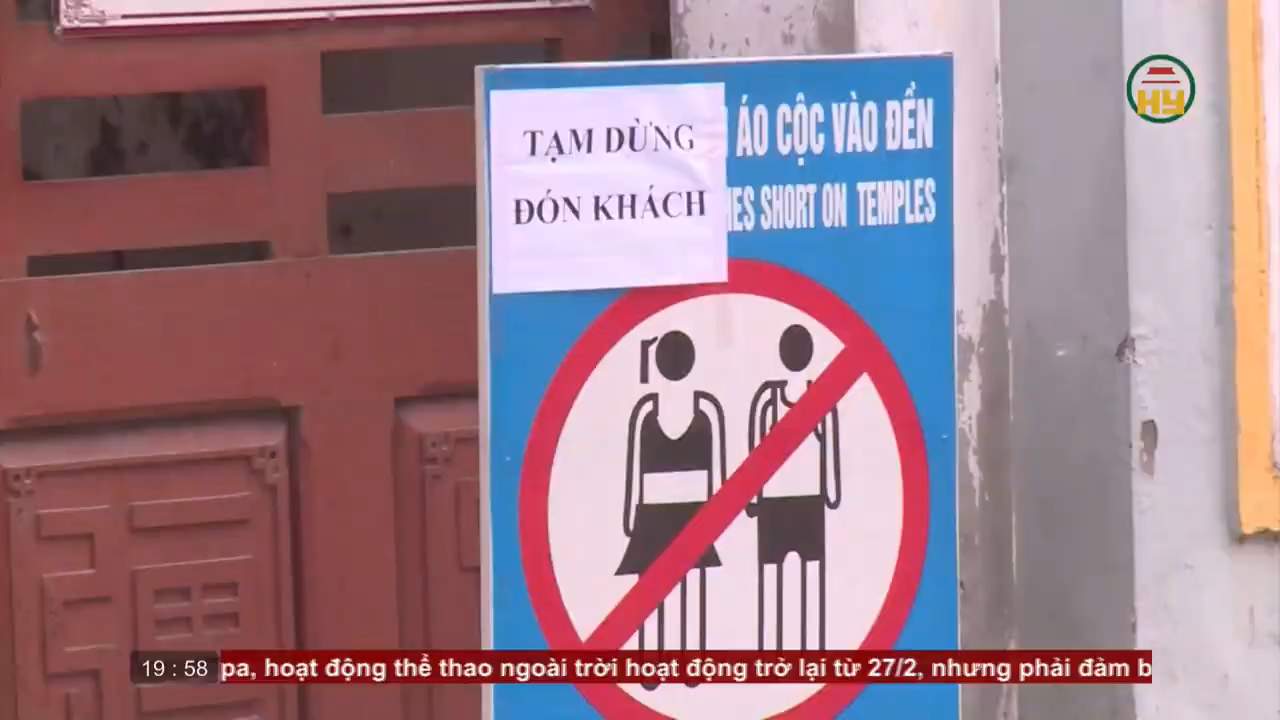 TẠM DỪNG
ĐÓN KHÁCH
ÁO CỘC VÀO ĐỀN
SHORT ON TEMPLES
HY
19 : 58
pa, hoạt động thể thao ngoài trời hoạt động trở lại từ 27/2, nhưng phải đảm b